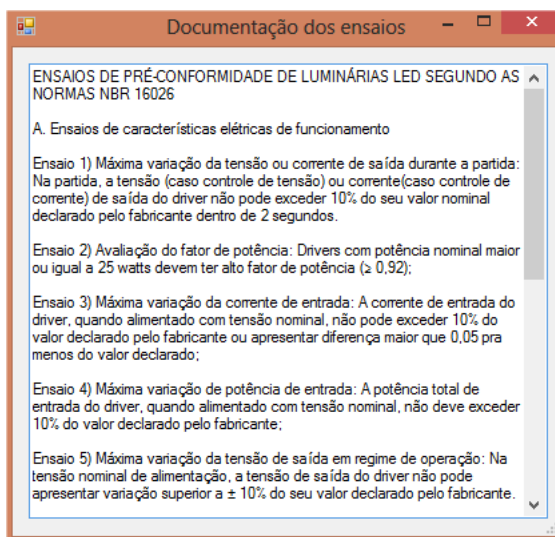 Documentação dos ensaios
ENSAIOS DE PRÉ-CONFORMIDADE DE LUMINÁRIAS LED SEGUNDO AS
NORMAS NBR 16026
A. Ensaios de características elétricas de funcionamento
Ensaio 1) Máxima variação da tensão ou corrente de saída durante a partida:
Na partida, a tensão (caso controle de tensão) ou corrente(caso controle de
corrente) de saída do driver não pode exceder 10% do seu valor nominal
declarado pelo fabricante dentro de 2 segundos.
Ensaio 2) Avaliação do fator de potência: Drivers com potência nominal maior
ou igual a 25 watts devem ter alto fator de potência (≥ 0,92);
Ensaio 3) Máxima variação da corrente de entrada: A corrente de entrada do
driver, quando alimentado com tensão nominal, não pode exceder 10% do
valor declarado pelo fabricante ou apresentar diferença maior que 0,05 pra
menos do valor declarado;
Ensaio 4) Máxima variação de potência de entrada: A potência total de
entrada do driver, quando alimentado com tensão nominal, não deve exceder
10% do valor declarado pelo fabricante;
Ensaio 5) Máxima variação da tensão de saída em regime de operação: Na
tensão nominal de alimentação, a tensão de saída do driver não pode
apresentar variação superior a ± 10% do seu valor declarado pelo fabricante.